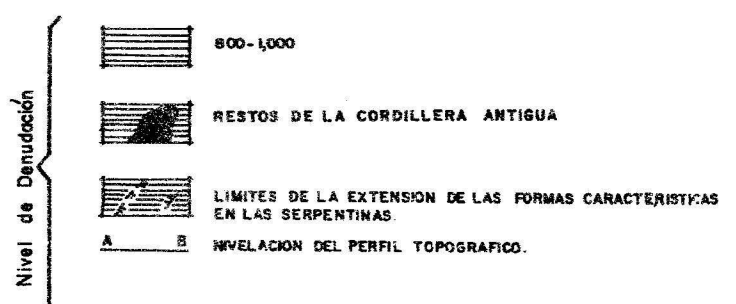 Nivel de Denudación
800-1,000
RESTOS DE LA CORDILLERA ANTIGUA
LIMITES DE LA EXTENSION DE LAS FORMAS CARACTERISTICAS
EN LAS SERPENTINAS.
A B
NIVELACION DEL PERFIL TOPOGRAFICO.